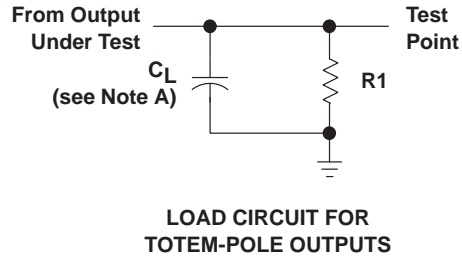 From Output
Under Test
Test
Point
CL
(see Note A)
R1
LOAD CIRCUIT FOR
TOTEM-POLE OUTPUTS